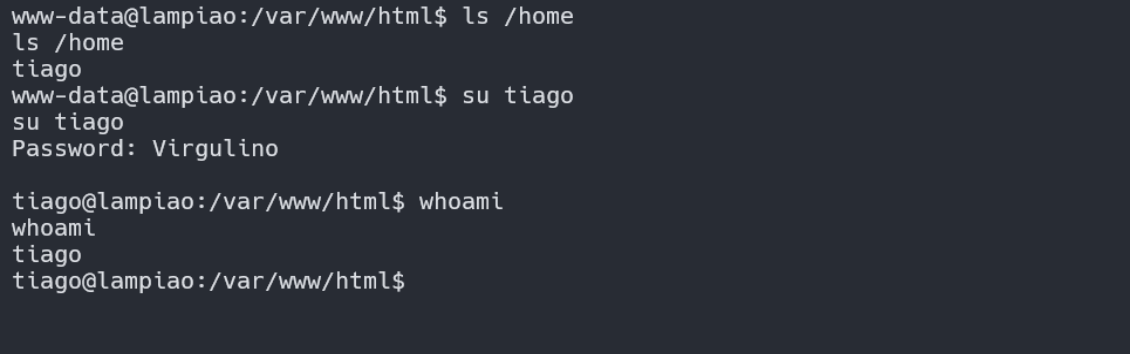 www-data@lampiao:/var/www/html$ ls /home
ls /home
tiago
www-data@lampiao:/var/www/html$ su tiago
su tiago
Password: Virgulino
tiago@lampiao:/var/www/html$ whoami
whoami
tiago
tiago@lampiao:/var/www/html$